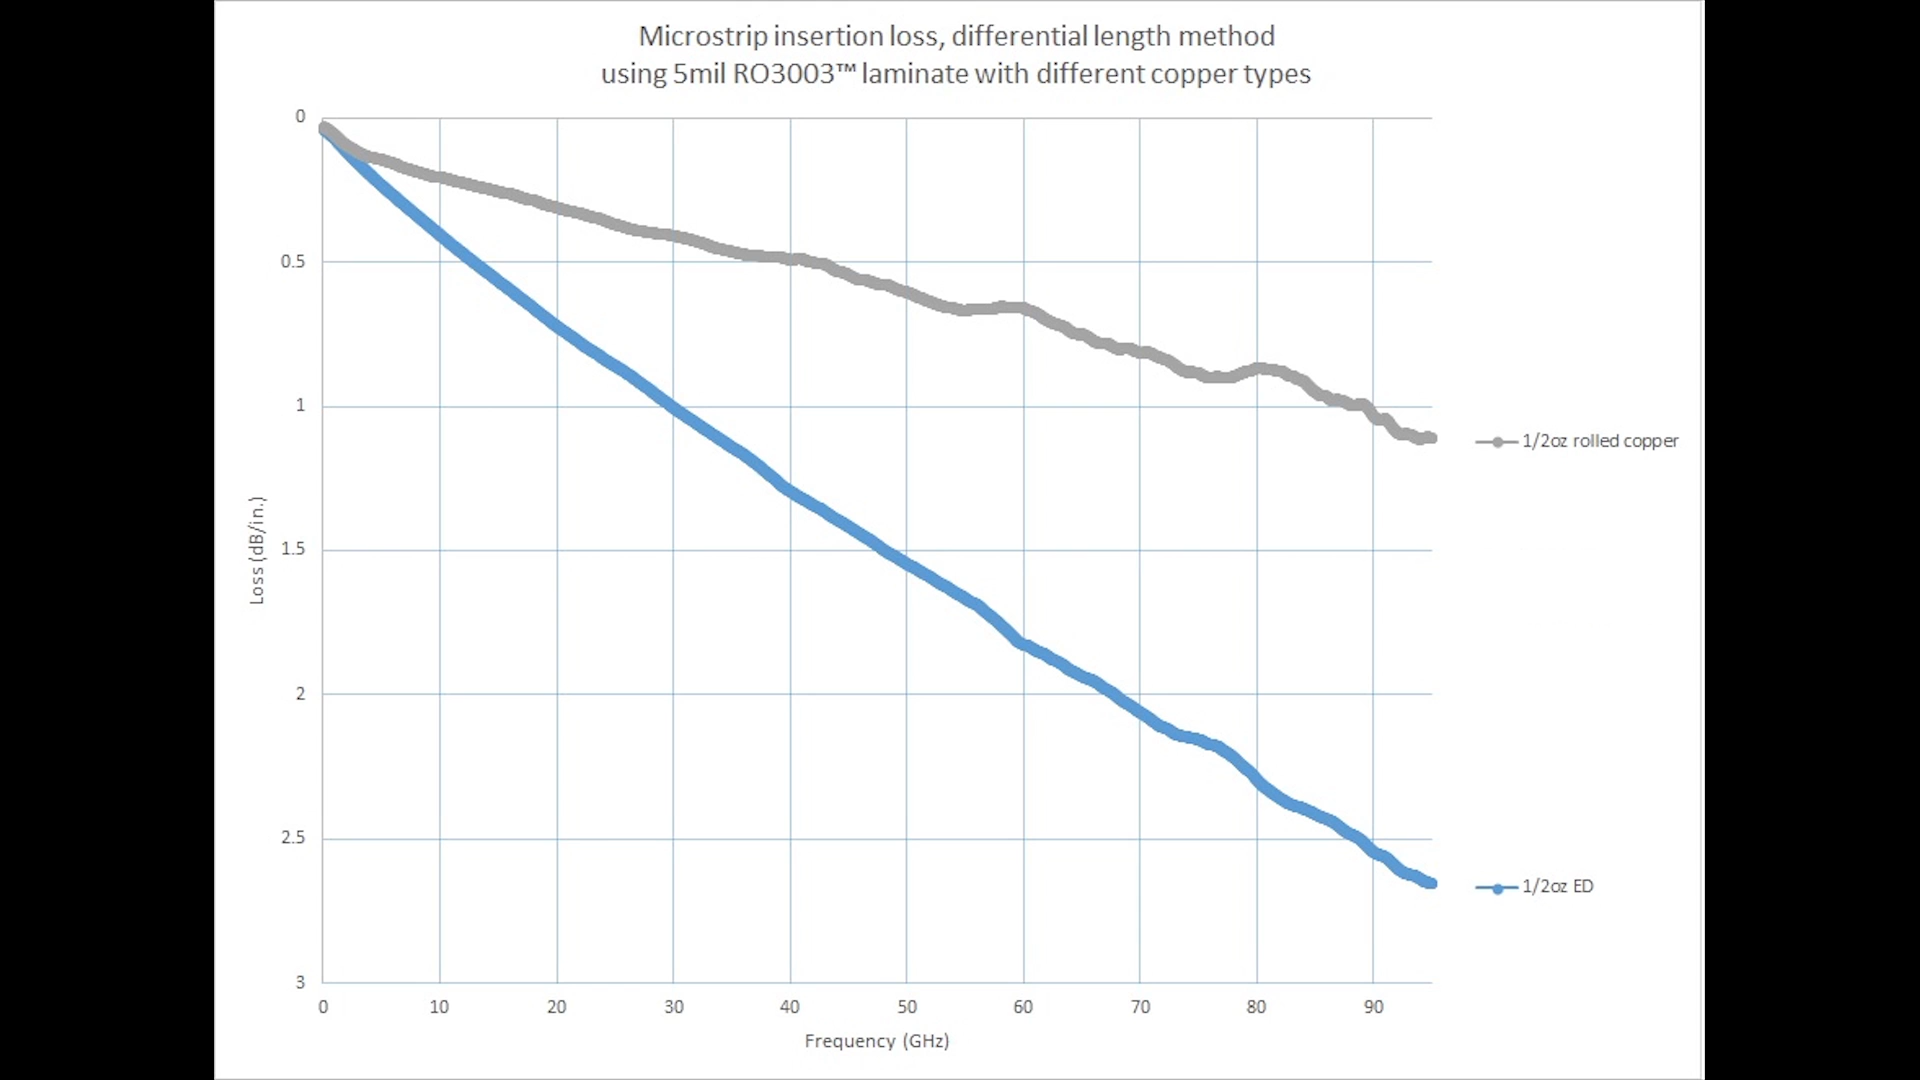 Microstrip insertion loss, differential length method
using 5mil RO3003™ laminate with different copper types
0
0.5
1
1.5
2
2.5
3
Loss (dB/in.)
0 10 20 30 40 50 60 70 80 90
Frequency (GHz)
1/2oz rolled copper
1/2oz ED